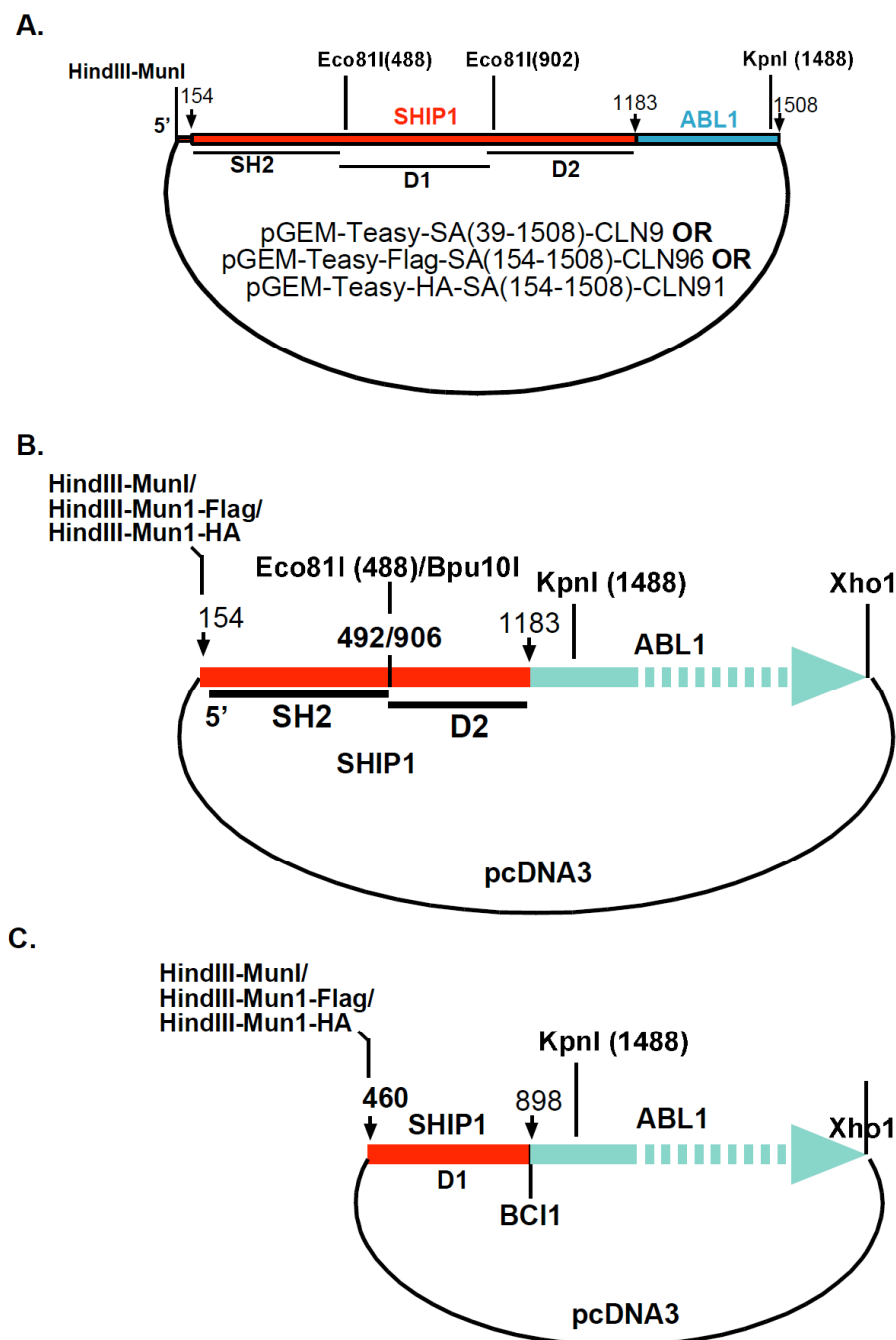 A.
Eco81I(488)
Eco81I(902)
KpnI (1488)
HindIII-MunI
154
1183
1508
5’
SHIP1
ABL1
SH2
D1
D2
pGEM-Teasy-SA(39-1508)-CLN9 OR
pGEM-Teasy-Flag-SA(154-1508)-CLN96 OR
pGEM-Teasy-HA-SA(154-1508)-CLN91
B.
HindIII-MunI/
HindIII-Mun1-Flag/
HindIII-Mun1-HA
Eco81I (488)/Bpu10I
KpnI (1488)
Xho1
154
492/906
1183
ABL1
5’
SH2
D2
SHIP1
pcDNA3
C.
HindIII-MunI/
HindIII-Mun1-Flag/
HindIII-Mun1-HA
KpnI (1488)
460
898
SHIP1
ABL1
Xho1
D1
BCl1
pcDNA3